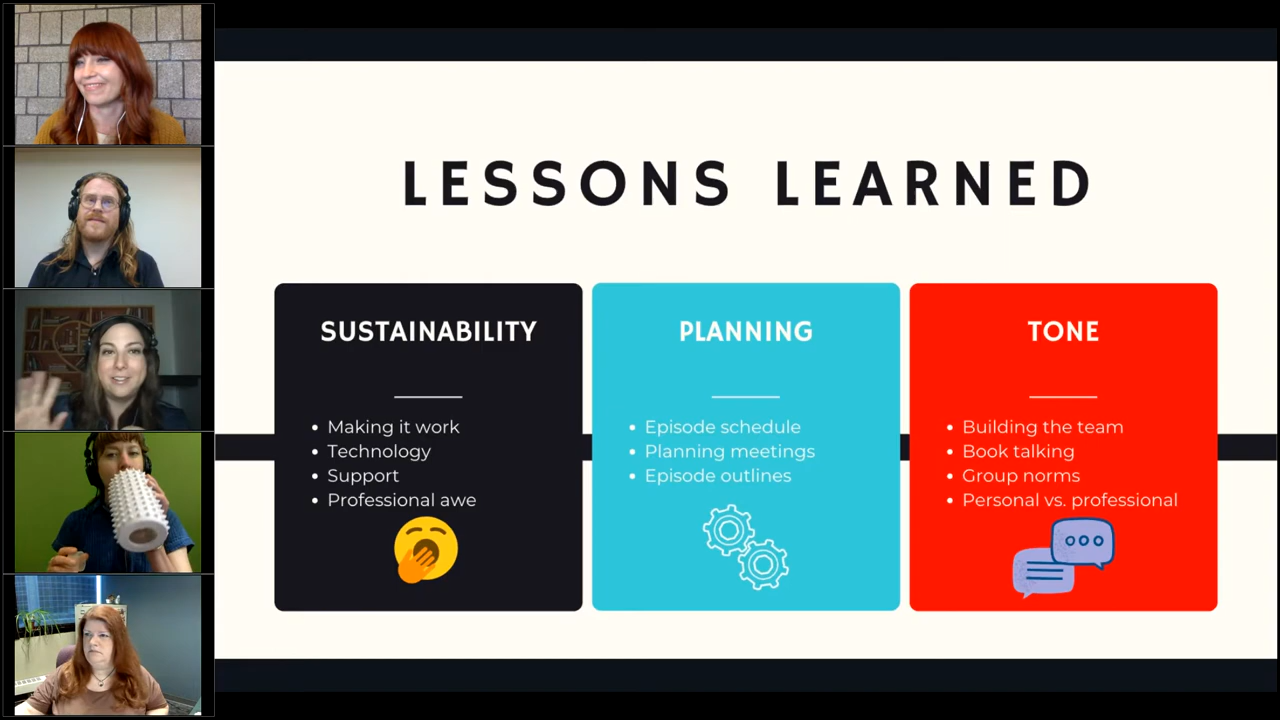 LESSONS LEARNED
SUSTAINABILITY
Making it work
Technology
Support
Professional awe
PLANNING
Episode schedule
Planning meetings
Episode outlines
TONE
Building the team
Book talking
Group norms
Personal vs. professional